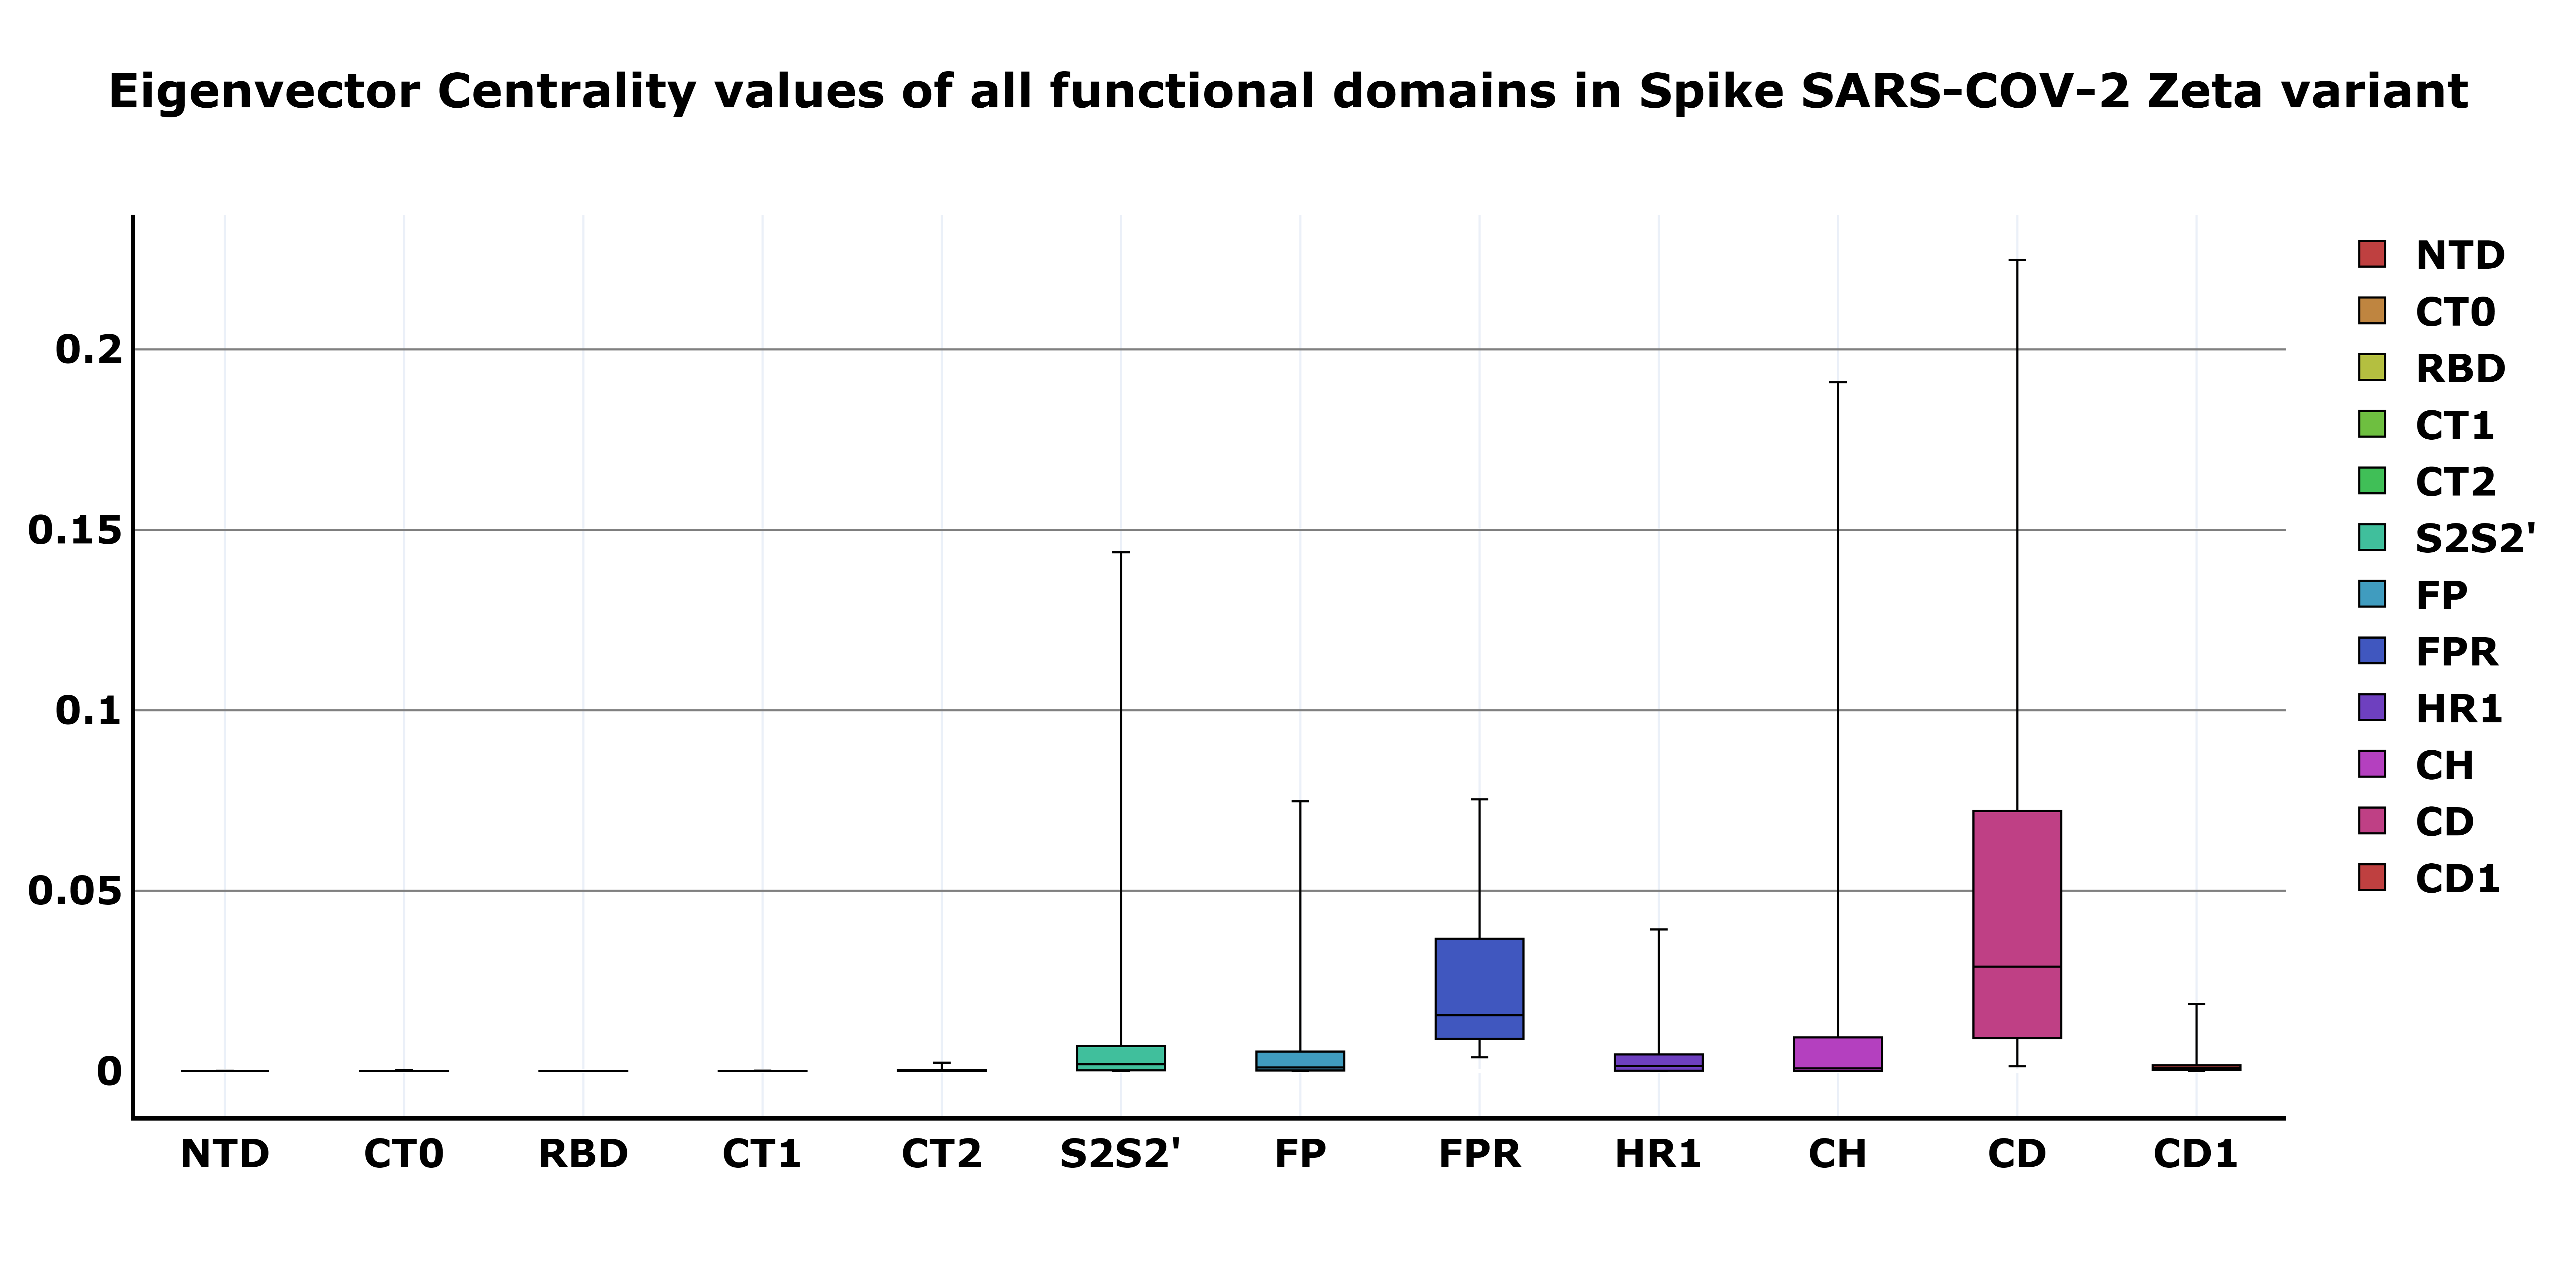 Eigenvector Centrality values of all functional domains in Spike SARS-COV-2 Zeta variant
0.2
0.15
0.1
0.05
0
NTD
CT0
RBD
CT1
CT2
S2S2'
FP
FPR
HR1
CH
CD
CD1
NTD
CT0
RBD
CT1
CT2
S2S2'
FP
FPR
HR1
CH
CD
CD1